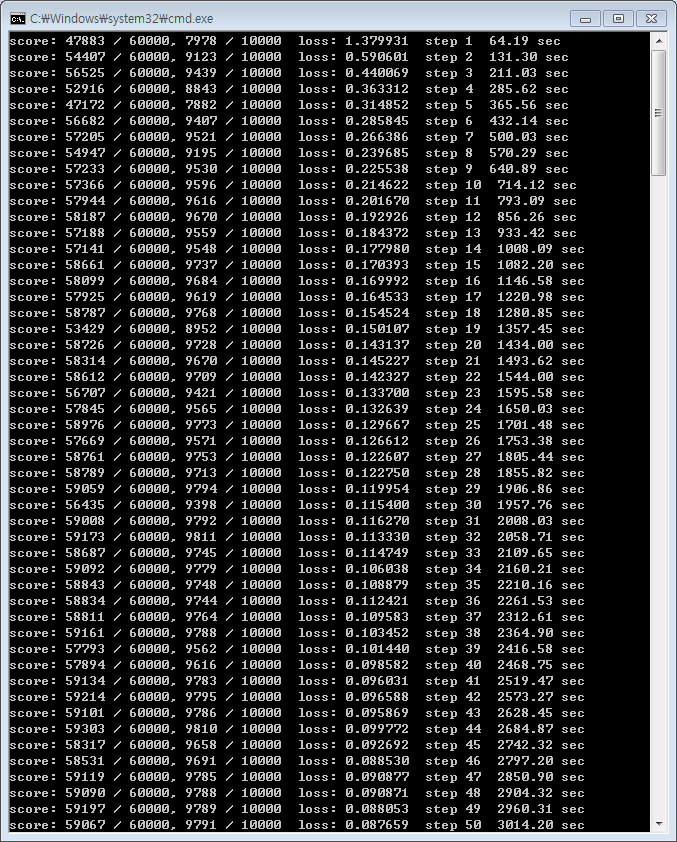 C:₩Windows₩system32₩cmd.exe
score: 47883 / 60000, 7978 / 10000  loss: 1.379931  step 1  64.19 sec
score: 54407 / 60000, 9123 / 10000  loss: 0.590601  step 2  131.30 sec
score: 56525 / 60000, 9439 / 10000  loss: 0.440069  step 3  211.03 sec
score: 52916 / 60000, 8843 / 10000  loss: 0.363312  step 4  285.62 sec
score: 47172 / 60000, 7882 / 10000  loss: 0.314852  step 5  365.56 sec
score: 56682 / 60000, 9407 / 10000  loss: 0.285845  step 6  432.14 sec
score: 57205 / 60000, 9521 / 10000  loss: 0.266386  step 7  500.03 sec
score: 54947 / 60000, 9195 / 10000  loss: 0.239685  step 8  570.29 sec
score: 57233 / 60000, 9530 / 10000  loss: 0.225538  step 9  640.89 sec
score: 57366 / 60000, 9596 / 10000  loss: 0.214622  step 10  714.12 sec
score: 57944 / 60000, 9616 / 10000  loss: 0.201670  step 11  793.09 sec
score: 58187 / 60000, 9670 / 10000  loss: 0.192926  step 12  856.26 sec
score: 57188 / 60000, 9559 / 10000  loss: 0.184372  step 13  933.42 sec
score: 57141 / 60000, 9548 / 10000  loss: 0.177980  step 14  1008.09 sec
score: 58661 / 60000, 9737 / 10000  loss: 0.170393  step 15  1082.20 sec
score: 58099 / 60000, 9684 / 10000  loss: 0.169992  step 16  1146.58 sec
score: 57925 / 60000, 9619 / 10000  loss: 0.164533  step 17  1220.98 sec
score: 58787 / 60000, 9768 / 10000  loss: 0.154524  step 18  1280.85 sec
score: 53429 / 60000, 8952 / 10000  loss: 0.150107  step 19  1357.45 sec
score: 58726 / 60000, 9728 / 10000  loss: 0.143137  step 20  1434.00 sec
score: 58314 / 60000, 9670 / 10000  loss: 0.145227  step 21  1493.62 sec
score: 58612 / 60000, 9709 / 10000  loss: 0.142327  step 22  1544.00 sec
score: 56707 / 60000, 9421 / 10000  loss: 0.133700  step 23  1595.58 sec
score: 57845 / 60000, 9565 / 10000  loss: 0.132639  step 24  1650.03 sec
score: 58976 / 60000, 9773 / 10000  loss: 0.129667  step 25  1701.48 sec
score: 57669 / 60000, 9571 / 10000  loss: 0.126612  step 26  1753.38 sec
score: 58761 / 60000, 9753 / 10000  loss: 0.122607  step 27  1805.44 sec
score: 58789 / 60000, 9713 / 10000  loss: 0.122750  step 28  1855.82 sec
score: 59059 / 60000, 9794 / 10000  loss: 0.119954  step 29  1906.86 sec
score: 56435 / 60000, 9398 / 10000  loss: 0.115400  step 30  1957.76 sec
score: 59008 / 60000, 9792 / 10000  loss: 0.116270  step 31  2008.03 sec
score: 59173 / 60000, 9811 / 10000  loss: 0.113330  step 32  2058.71 sec
score: 58687 / 60000, 9745 / 10000  loss: 0.114749  step 33  2109.65 sec
score: 59092 / 60000, 9779 / 10000  loss: 0.106038  step 34  2160.21 sec
score: 58843 / 60000, 9748 / 10000  loss: 0.108879  step 35  2210.16 sec
score: 58834 / 60000, 9744 / 10000  loss: 0.112421  step 36  2261.53 sec
score: 58811 / 60000, 9764 / 10000  loss: 0.109583  step 37  2312.61 sec
score: 59161 / 60000, 9788 / 10000  loss: 0.103452  step 38  2364.90 sec
score: 57793 / 60000, 9562 / 10000  loss: 0.101440  step 39  2416.58 sec
score: 57894 / 60000, 9616 / 10000  loss: 0.098582  step 40  2468.75 sec
score: 59134 / 60000, 9783 / 10000  loss: 0.096031  step 41  2519.47 sec
score: 59214 / 60000, 9795 / 10000  loss: 0.096588  step 42  2573.27 sec
score: 59101 / 60000, 9786 / 10000  loss: 0.095869  step 43  2628.45 sec
score: 59303 / 60000, 9810 / 10000  loss: 0.099772  step 44  2684.87 sec
score: 58317 / 60000, 9658 / 10000  loss: 0.092692  step 45  2742.32 sec
score: 58531 / 60000, 9691 / 10000  loss: 0.088530  step 46  2797.20 sec
score: 59119 / 60000, 9785 / 10000  loss: 0.090877  step 47  2850.90 sec
score: 59090 / 60000, 9788 / 10000  loss: 0.090871  step 48  2904.32 sec
score: 59197 / 60000, 9789 / 10000  loss: 0.088053  step 49  2960.31 sec
score: 59067 / 60000, 9791 / 10000  loss: 0.087659  step 50  3014.20 sec